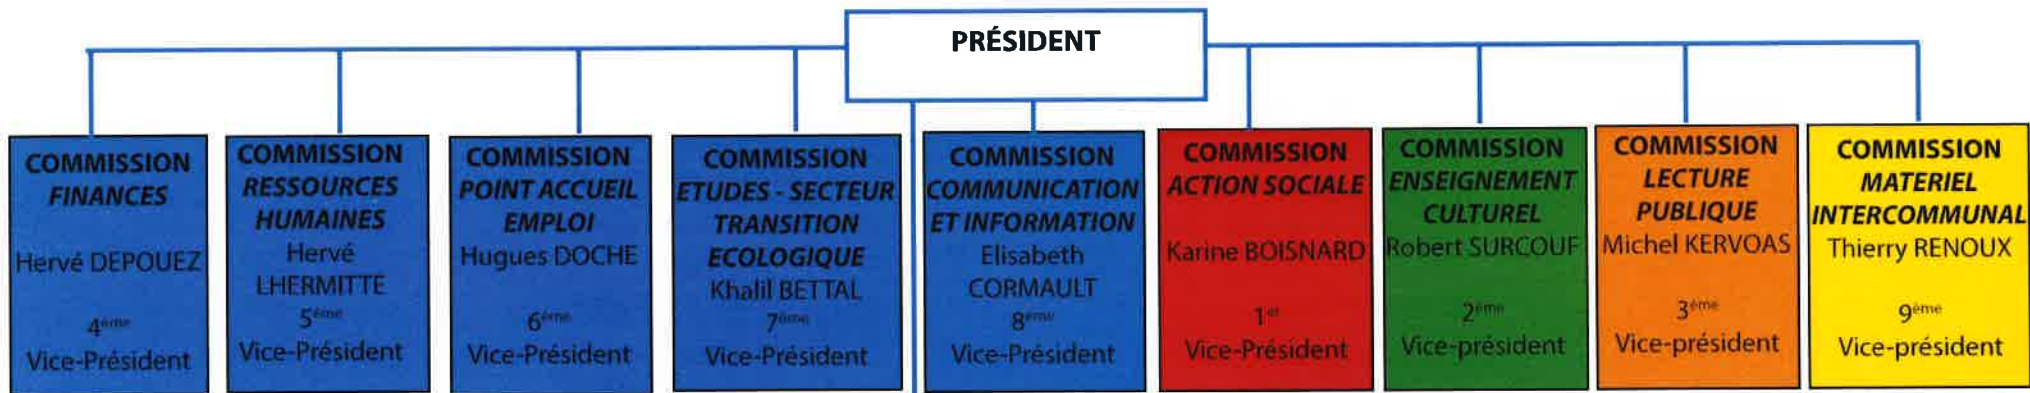 PRÉSIDENT
COMMISSION
FINANCES
Hervé DEPOUEZ
4ème
Vice-Président
COMMISSION
RESSOURCES
HUMAINES
Hervé
LHERMITTE
5ème
Vice-Président
COMMISSION
POINT ACCUEIL
EMPLOI
Hugues DOCHE
6ème
Vice-Président
COMMISSION
ETUDES - SECTEUR
TRANSITION
ECOLOGIQUE
Khalil BETTAL
7ème
Vice-Président
COMMISSION
COMMUNICATION
ET INFORMATION
Elisabeth
CORMAULT
8ème
Vice-Président
COMMISSION
ACTION SOCIALE
Karine BOISNARD
1er
Vice-Président
COMMISSION
ENSEIGNEMENT
CULTUREL
Robert SURCOUF
2ème
Vice-président
COMMISSION
LECTURE
PUBLIQUE
Michel KERVOAS
3ème
Vice-président
COMMISSION
MATERIEL
INTERCOMMUNAL
Thierry RENOUX
9ème
Vice-président